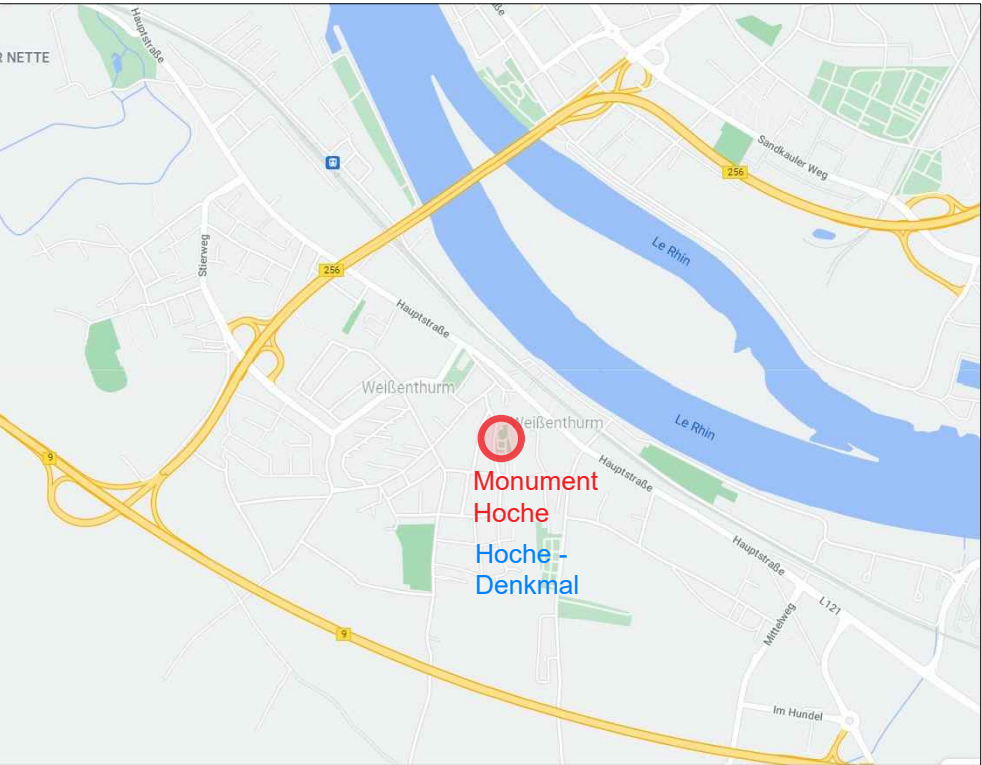 Hauptstraße
R NETTE
Sandkauler Weg
256
Stierweg
Le Rhin
256
Hauptstraße
Weißenthurm
Weißenthurm
Le Rhin
9
Hauptstraße
Monument
Hoche
Hoche -
Denkmal
Hauptstraße
L121
Mittelweg
9
Im Hundel